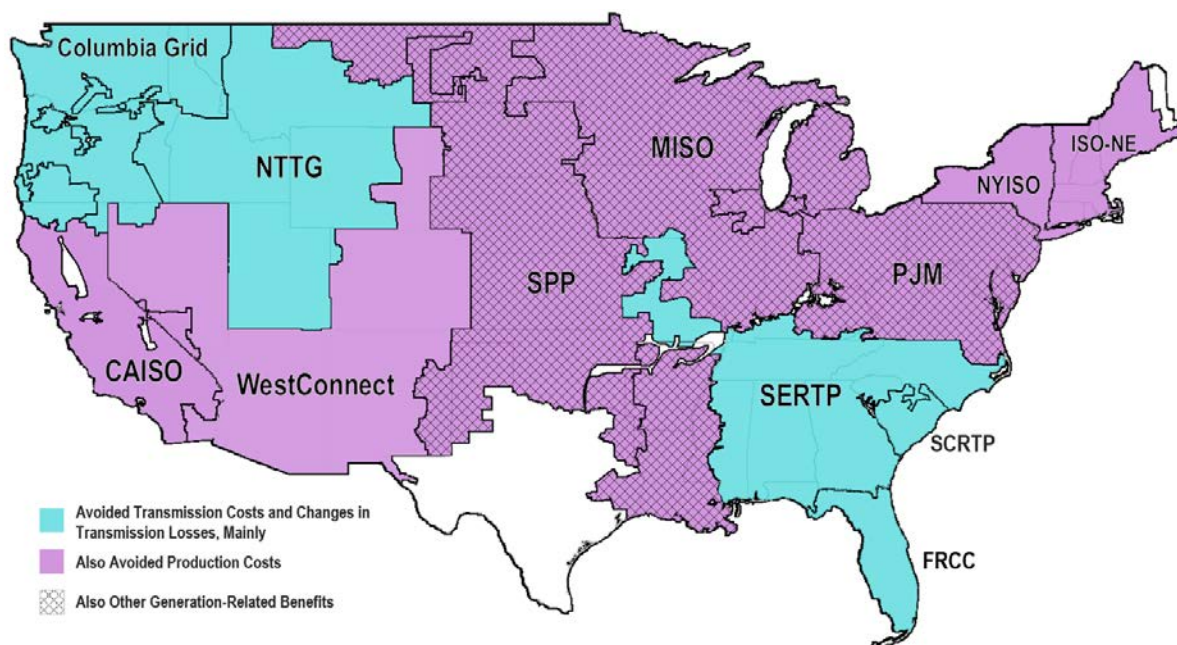 Columbia Grid
NTTG
MISO
ISO-NE
NYISO
SPP
PJM
CAISO
WestConnect
SERTP
SCRTP
FRCC
Avoided Transmission Costs and Changes in
Transmission Losses, Mainly
Also Avoided Production Costs
Also Other Generation-Related Benefits